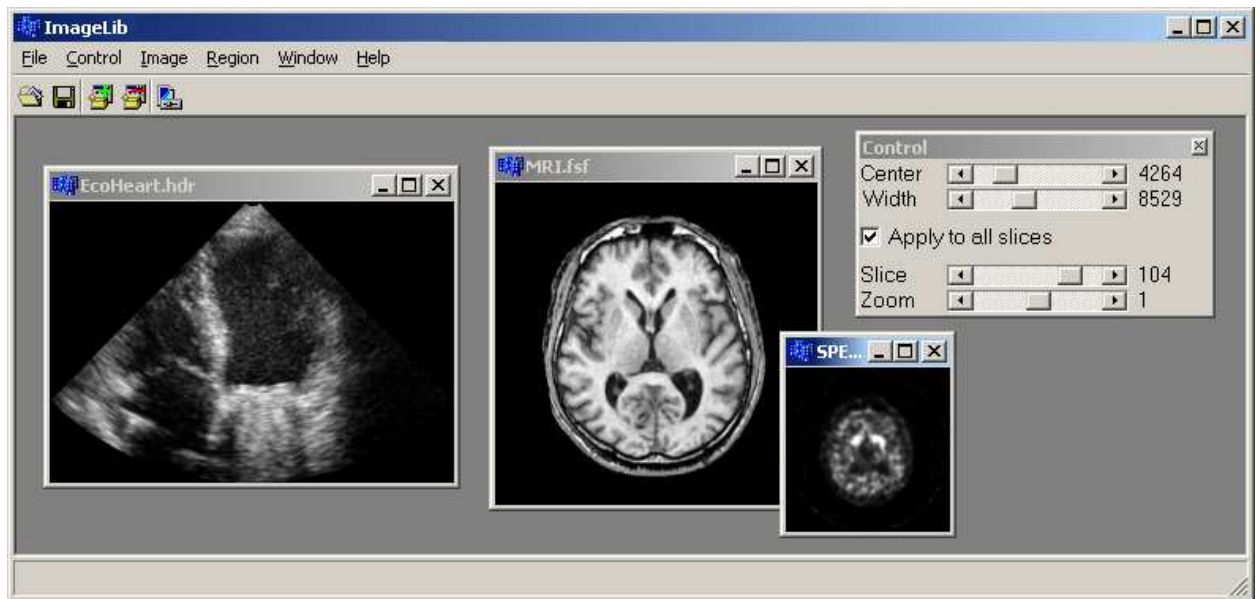 ImageLib
File Control Image Region Window Help
EcoHeart.hdr
MRI.fsf
SPE...
Control
Center 4264
Width 8529
Apply to all slices
Slice 104
Zoom 1